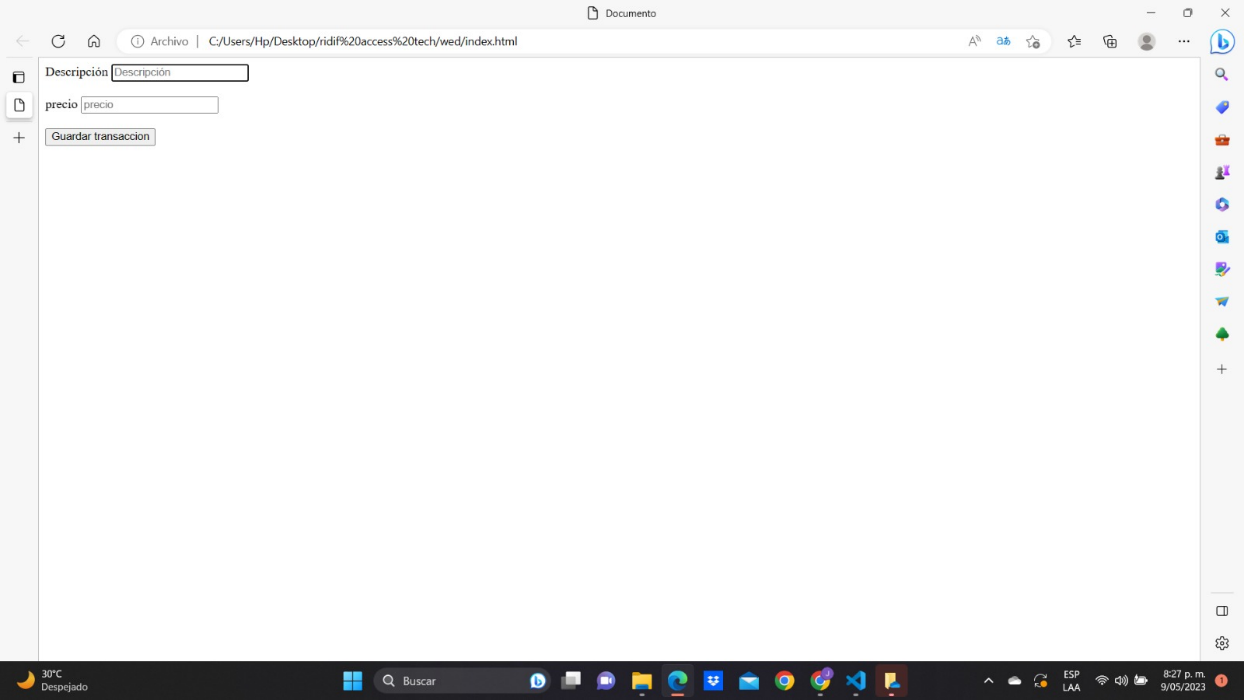 Documento
Archivo | C:/Users/Hp/Desktop/ridif%20access%20tech/wed/index.html
Descripción Descripción
precio precio
Guardar transaccion
30°C
Despejado
Buscar
ESP
LAA
8:27 p. m.
9/05/2023
1